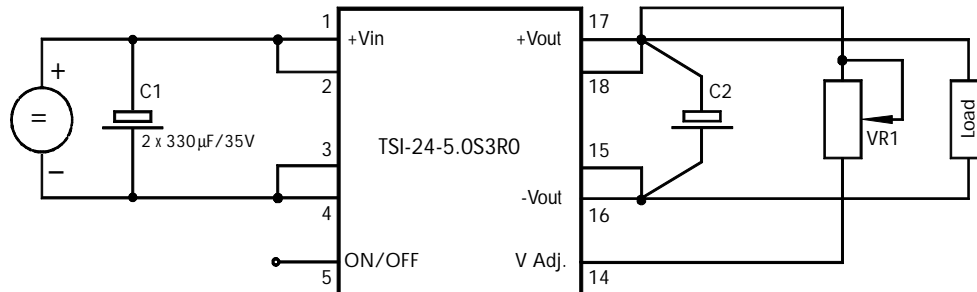 1
17
+Vin
+Vout
+
2
18
C1
C2
=
2 x 330µF/35V
TSI-24-5.0S3R0
VR1
Load
3
15
−
-Vout
4
16
ON/OFF
V Adj.
5
14